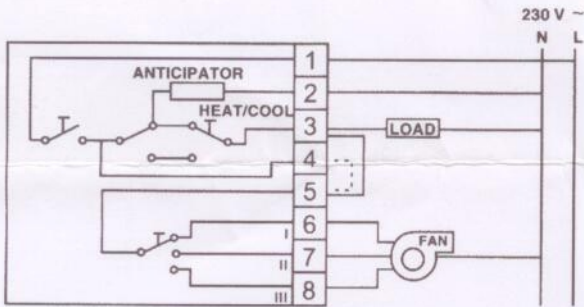 230 V ~
N L
1
ANTICIPATOR
2
HEAT/COOL
3 LOAD
4
5
6
I
FAN
7
II
8
III